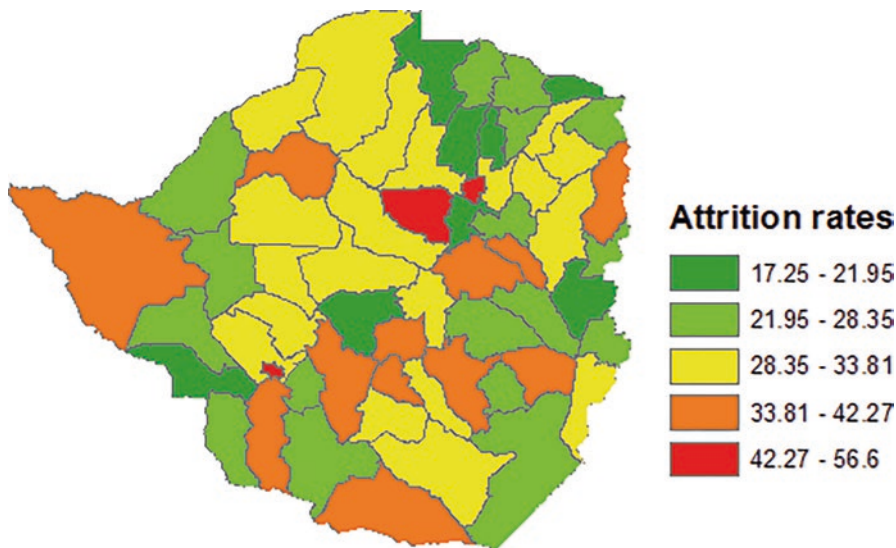 Attrition rates
17.25 - 21.95
21.95 - 28.35
28.35 - 33.81
33.81 - 42.27
42.27 - 56.6